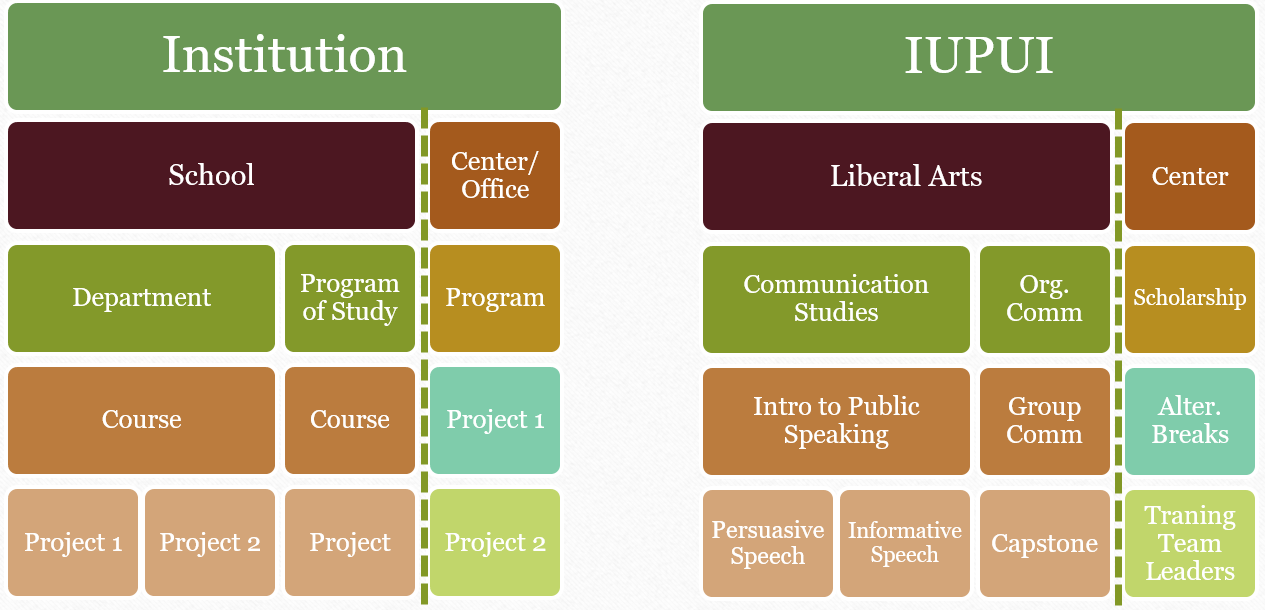 Institution
School
Center/
Office
Department
Program
of Study
Program
Course
Course
Project 1
Project 1
Project 2
Project
Project 2
IUPUI
Liberal Arts
Center
Communication
Studies
Org.
Comm
Scholarship
Intro to Public
Speaking
Group
Comm
Alter.
Breaks
Persuasive
Speech
Informative
Speech
Capstone
Traning
Team
Leaders